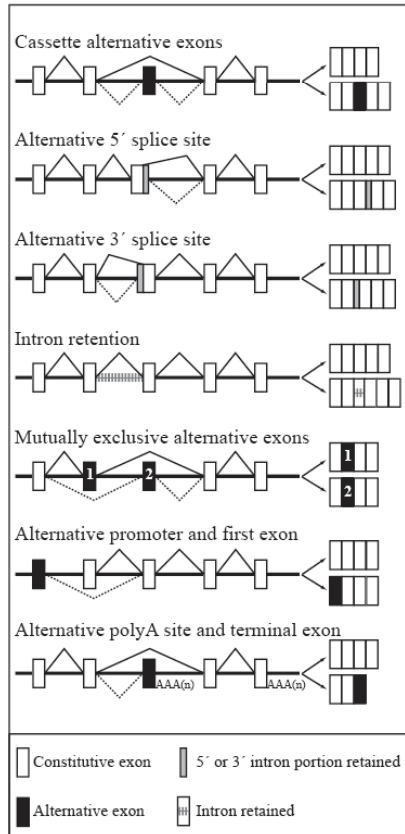 Cassette alternative exons
Alternative 5´ splice site
Alternative 3´ splice site
Intron retention
Mutually exclusive alternative exons
1 2
1
2
Alternative promoter and first exon
Alternative polyA site and terminal exon
AAA(n) AAA(n)
Constitutive exon
5´ or 3´ intron portion retained
Alternative exon
Intron retained